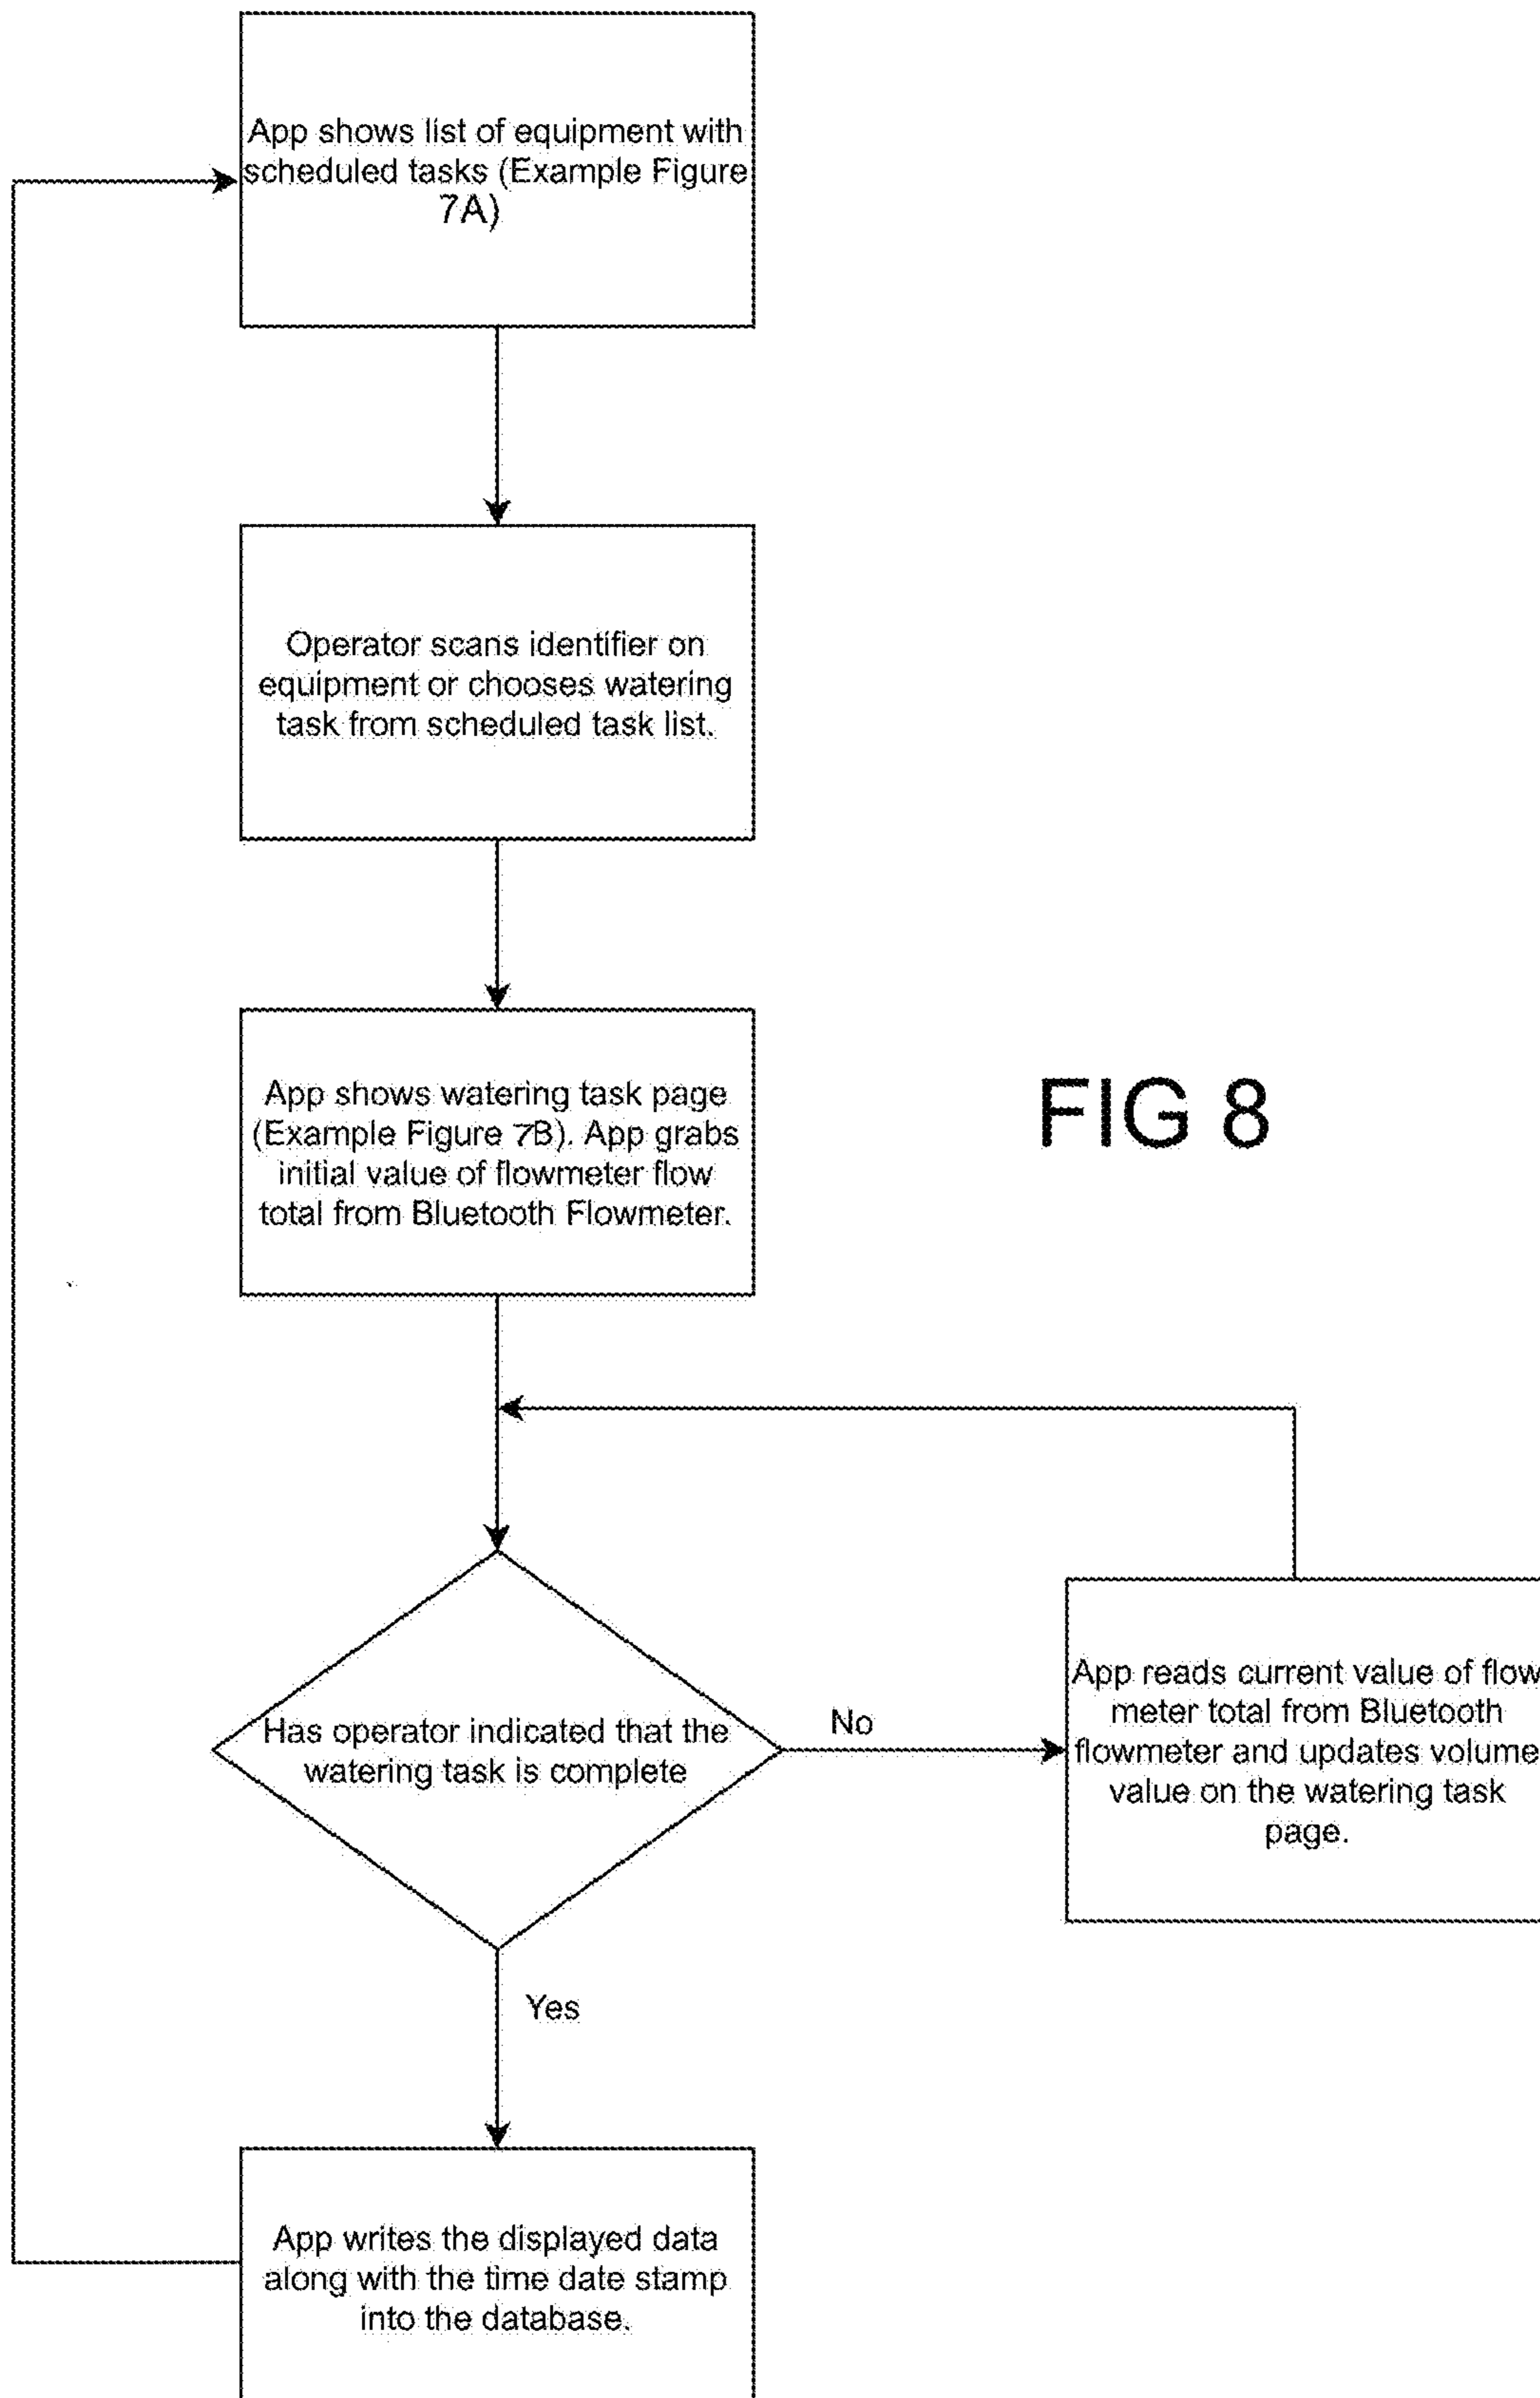 App shows list of equipment with
scheduled tasks (Example Figure
7A)
Operator scans identifier on
equipment or chooses watering
task from scheduled task list.
App shows watering task page
(Example Figure 7B). App grabs
initial value of flowmeter flow
total from Bluetooth Flowmeter.
FIG 8
Has operator indicated that the
watering task is complete
No
App reads current value of flow
meter total from Bluetooth
flowmeter and updates volume
value on the watering task
page.
Yes
App writes the displayed data
along with the time date stamp
into the database.